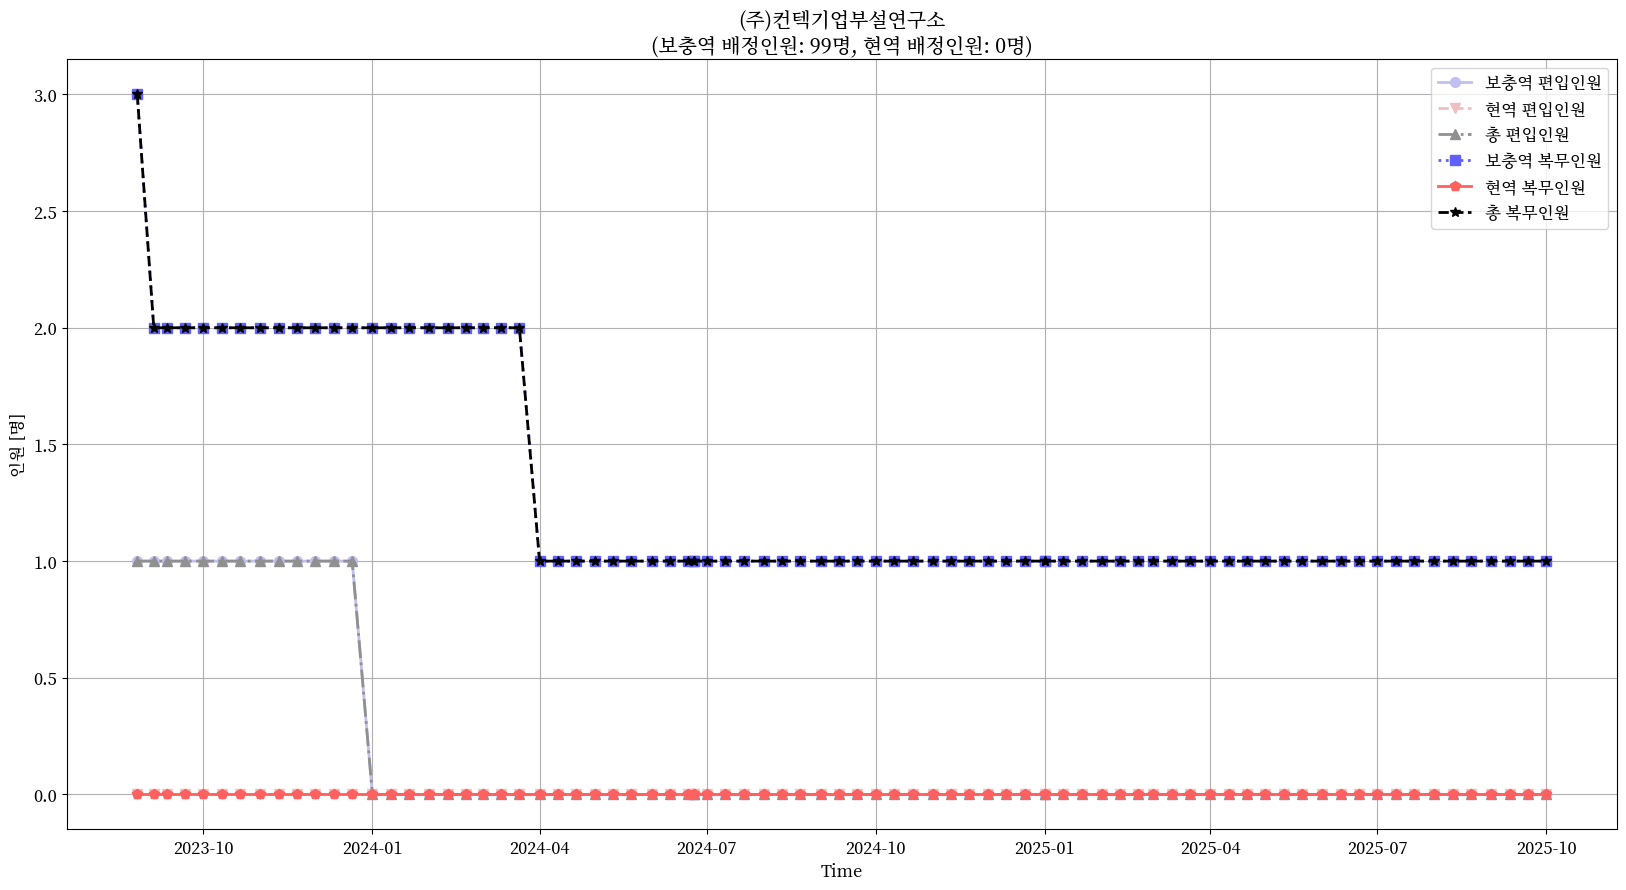 (주)컨텍기업부설연구소
(보충역 배정인원: 99명, 현역 배정인원: 0명)
보충역 편입인원
현역 편입인원
총 편입인원
보충역 복무인원
현역 복무인원
총 복무인원
3.0
2.5
2.0
1.5
1.0
0.5
0.0
인원 [명]
2023-10 2024-01 2024-04 2024-07 2024-10 2025-01 2025-04 2025-07 2025-10
Time